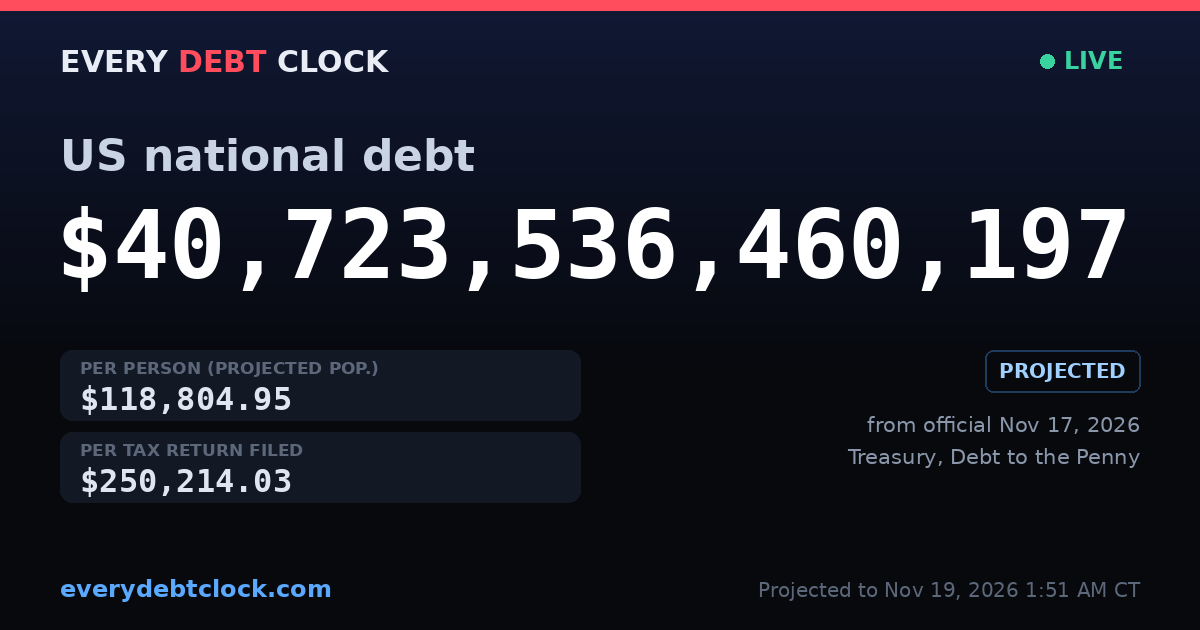 EVERY DEBT CLOCK
LIVE
US national debt
$40,723,536,460,197
PER PERSON (PROJECTED POP.)
$118,804.95
PER TAX RETURN FILED
$250,214.03
PROJECTED
from official Nov 17, 2026
Treasury, Debt to the Penny
everydebtclock.com
Projected to Nov 19, 2026 1:51 AM CT